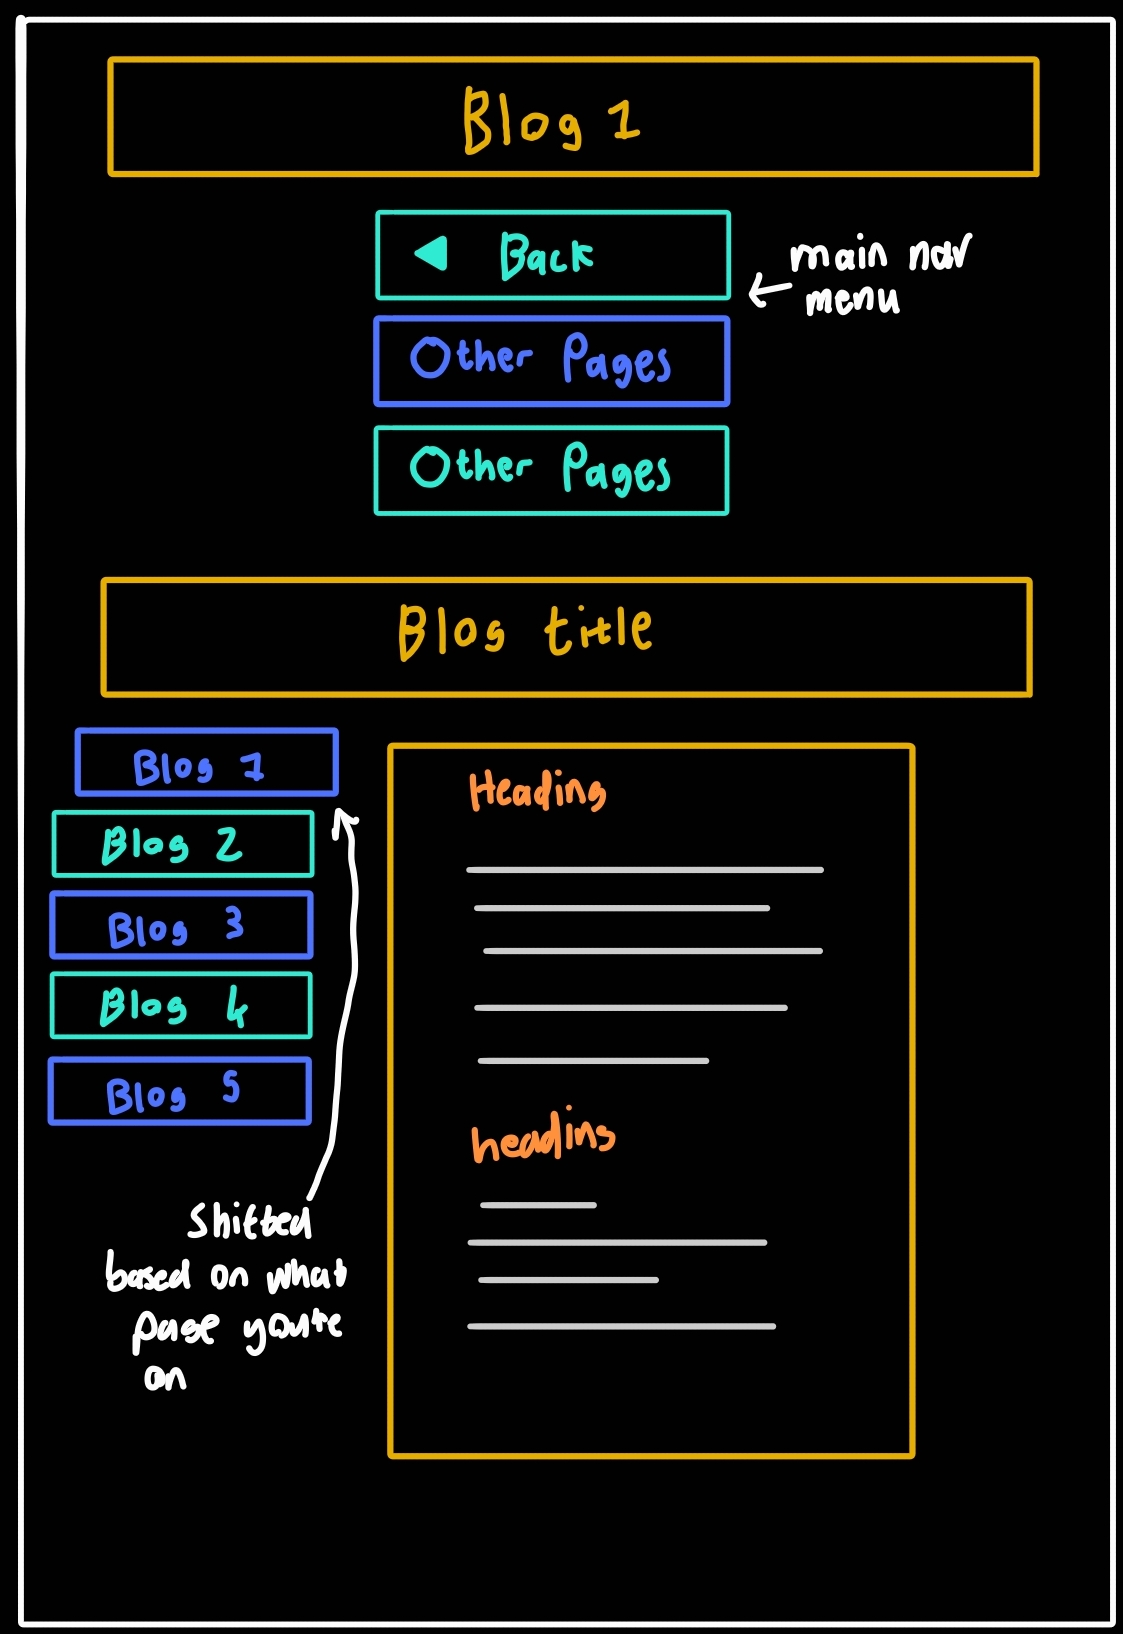 Blog 1
Back
main nav
menu
Other Pages
Other Pages
Blog title
Blog 1
Blog 2
Blog 3
Blog 4
Blog 5
Heading
heading
Shifted
based on what
page you're
on